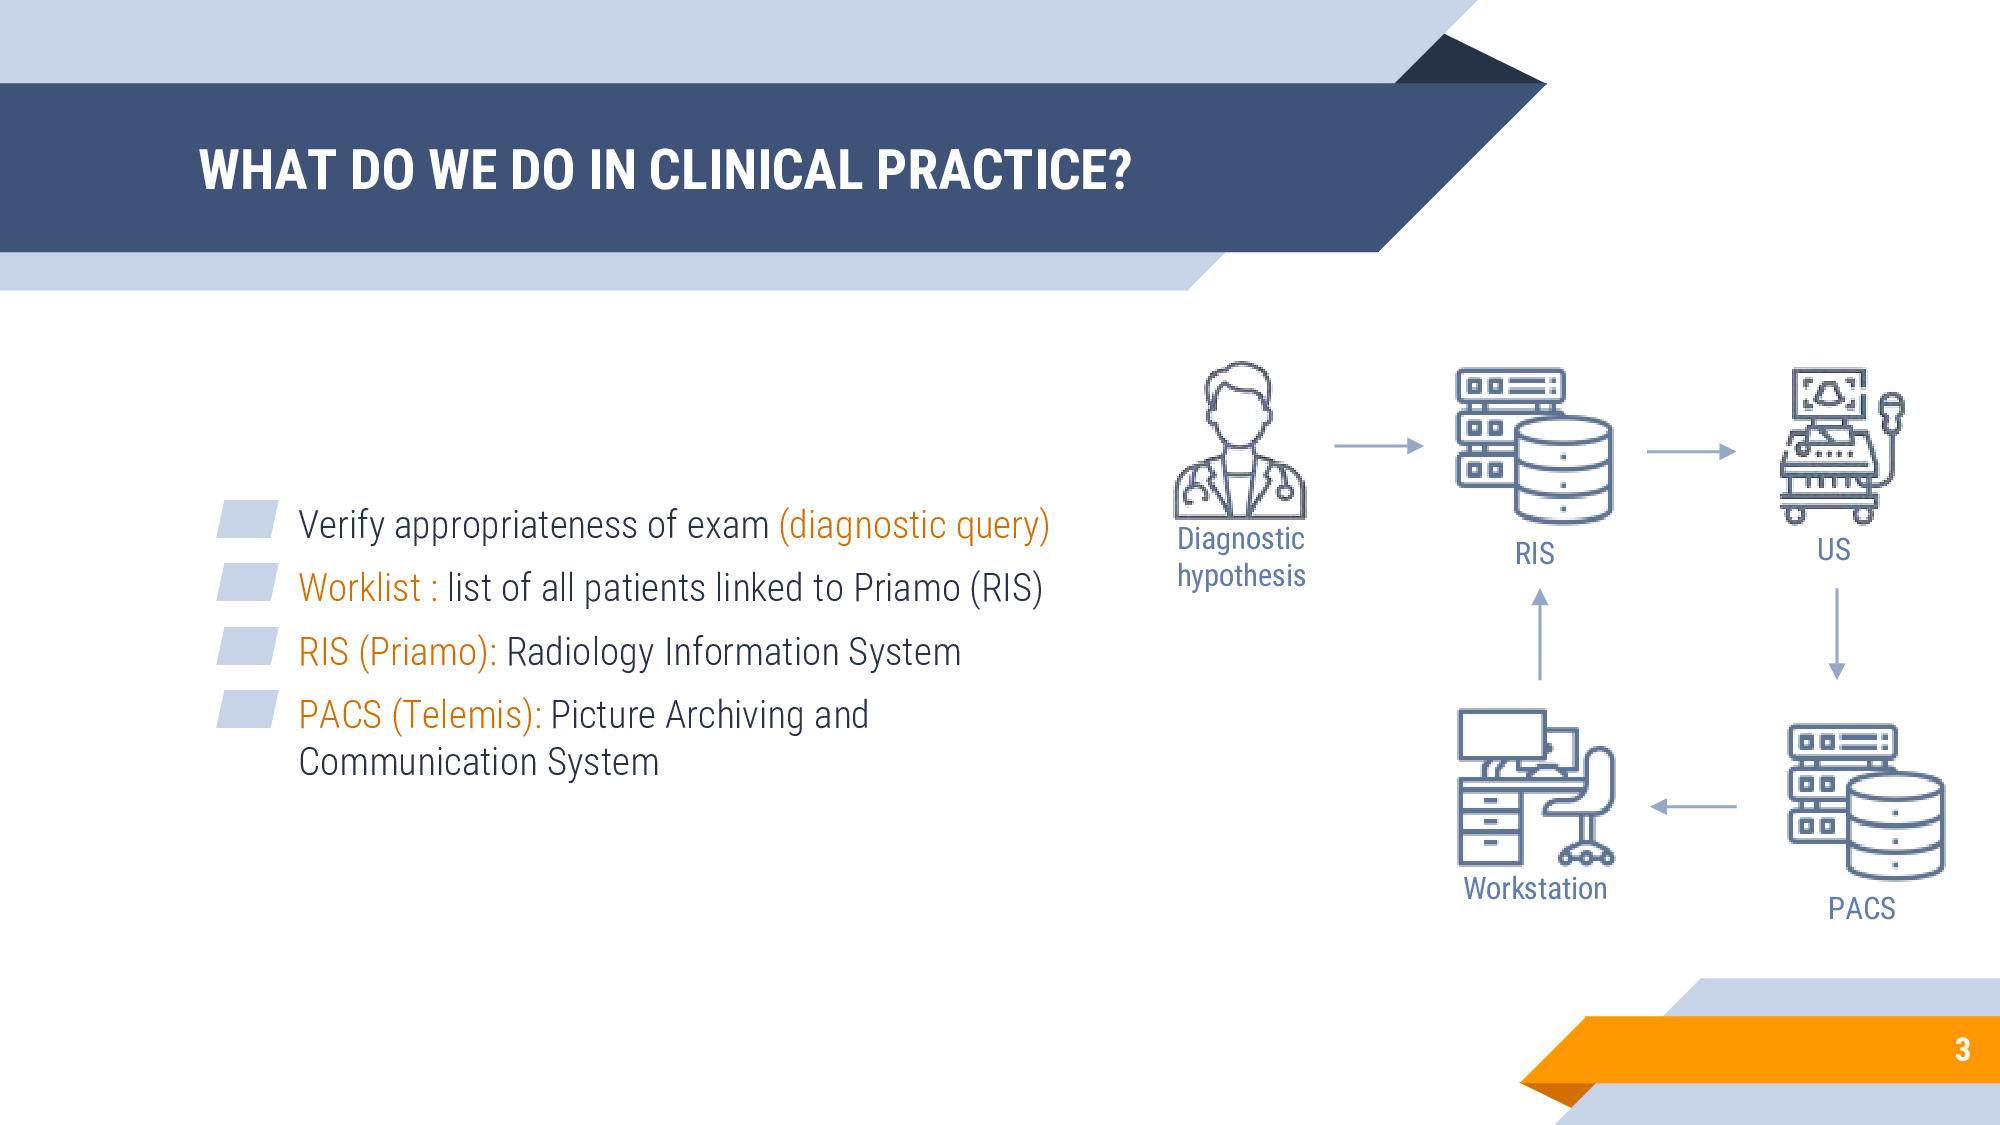 WHAT DO WE DO IN CLINICAL PRACTICE?
Verify appropriateness of exam (diagnostic query)
Worklist : list of all patients linked to Priamo (RIS)
RIS (Priamo): Radiology Information System
PACS (Telemis): Picture Archiving and
Communication System
Diagnostic
hypothesis
RIS
US
Workstation
PACS
3